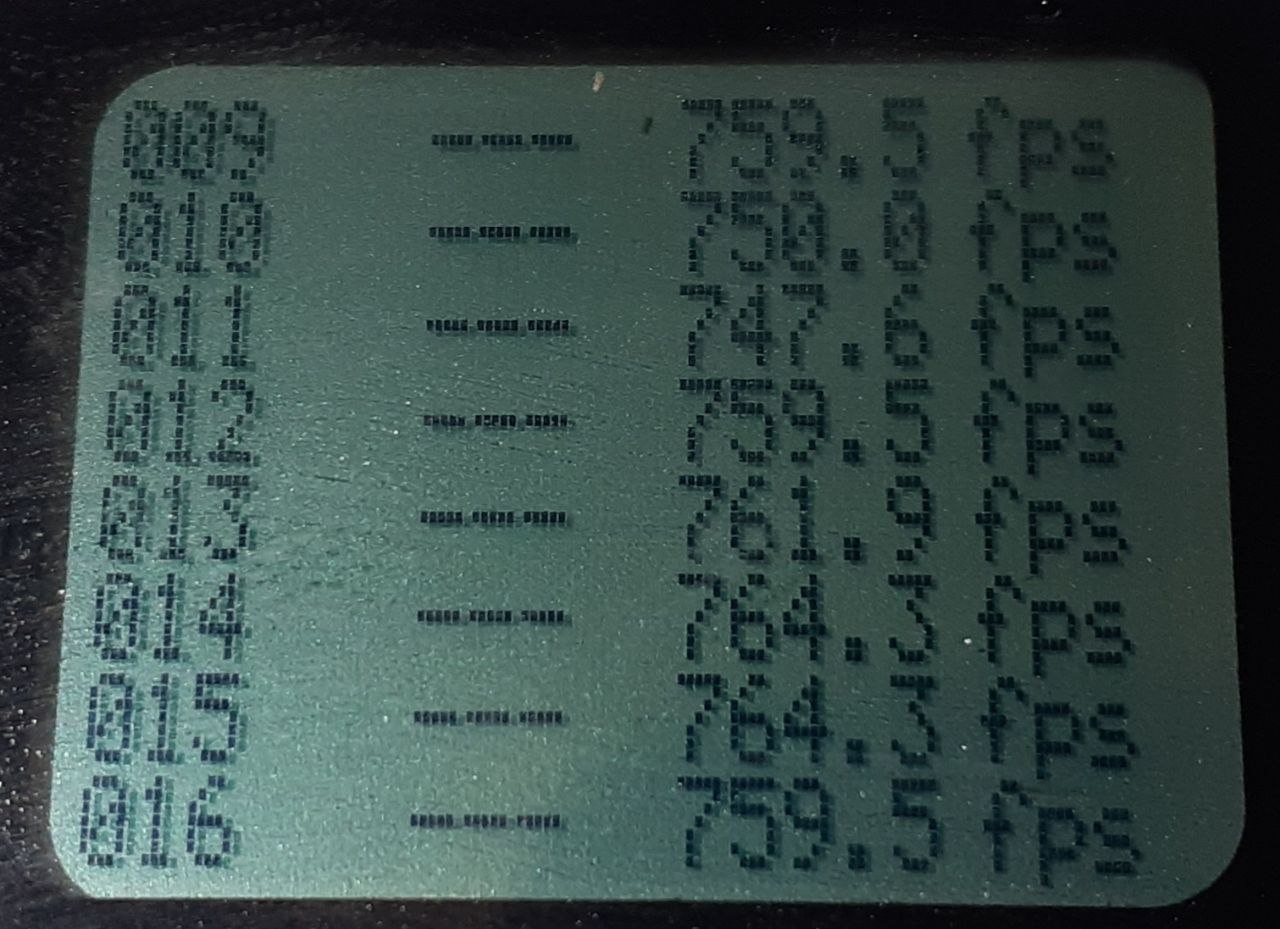 009 --- 759.5 fps
010 --- 750.0 fps
011 --- 747.6 fps
012 --- 759.5 fps
013 --- 761.9 fps
014 --- 764.3 fps
015 --- 764.3 fps
016 --- 759.5 fps